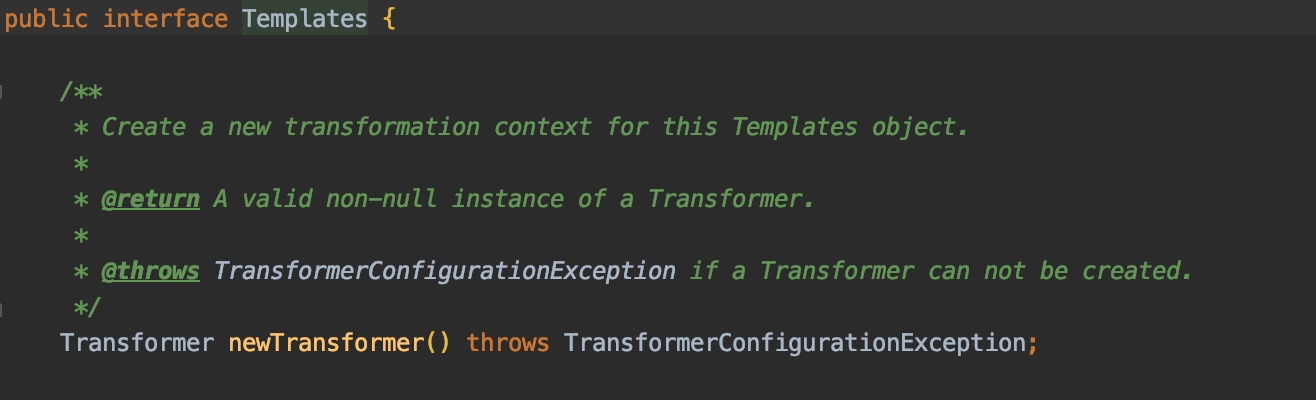 public interface Templates {
/**
* Create a new transformation context for this Templates object.
*
* @return A valid non-null instance of a Transformer.
*
* @throws TransformerConfigurationException if a Transformer can not be created.
*/
Transformer newTransformer() throws TransformerConfigurationException;